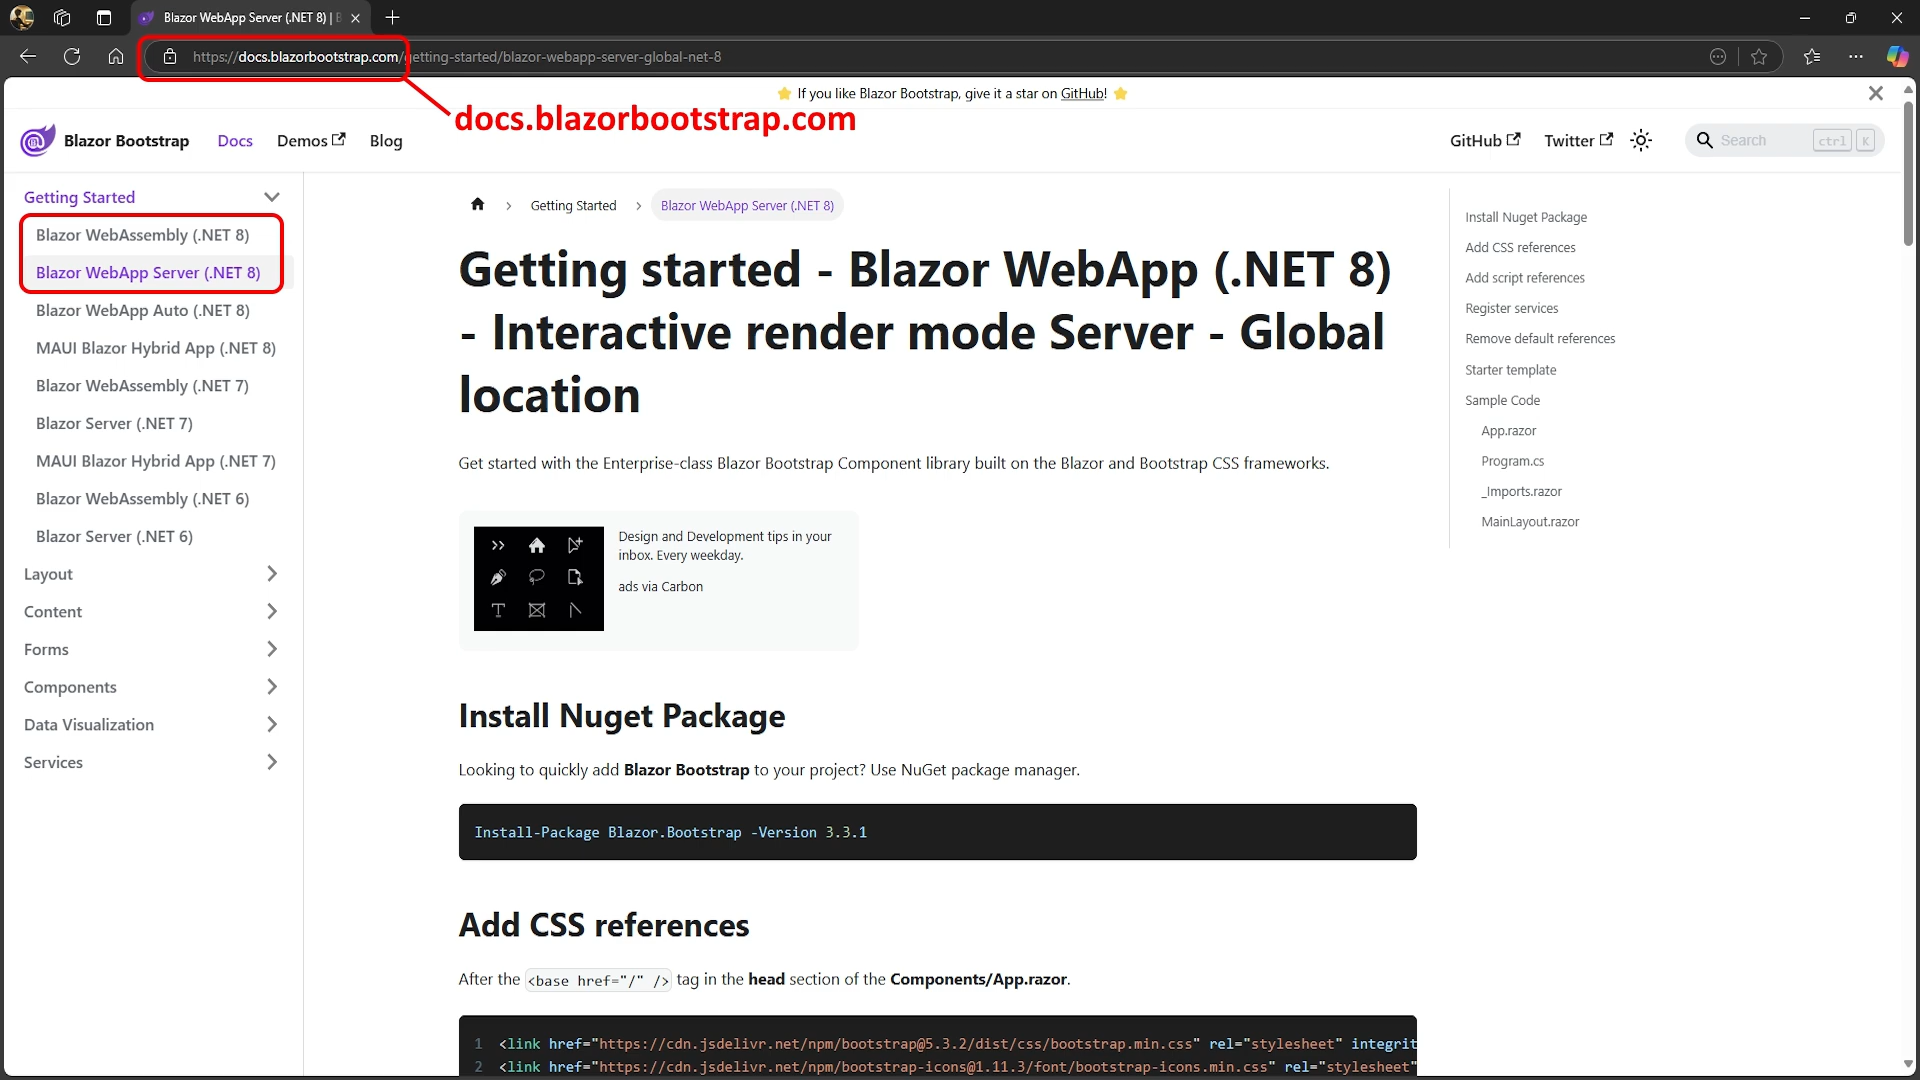 Blazor WebApp Server (.NET 8) | B
https://docs.blazorbootstrap.com/getting-started/blazor-webapp-server-global-net-8
⭐ If you like Blazor Bootstrap, give it a star on GitHub! ⭐
docs.blazorbootstrap.com
Blazor Bootstrap Docs Demos Blog GitHub Twitter Search ctrl K
Getting Started
Blazor WebAssembly (.NET 8)
Blazor WebApp Server (.NET 8)
Blazor WebApp Auto (.NET 8)
MAUI Blazor Hybrid App (.NET 8)
Blazor WebAssembly (.NET 7)
Blazor Server (.NET 7)
MAUI Blazor Hybrid App (.NET 7)
Blazor WebAssembly (.NET 6)
Blazor Server (.NET 6)
Layout
Content
Forms
Components
Data Visualization
Services
Getting Started
Blazor WebApp Server (.NET 8)
Getting started - Blazor WebApp (.NET 8)
- Interactive render mode Server - Global
location
Get started with the Enterprise-class Blazor Bootstrap Component library built on the Blazor and Bootstrap CSS frameworks.
Design and Development tips in your
inbox. Every weekday.
ads via Carbon
Install Nuget Package
Looking to quickly add Blazor Bootstrap to your project? Use NuGet package manager.
Install-Package Blazor.Bootstrap -Version 3.3.1
Add CSS references
After the <base href="/" /> tag in the head section of the Components/App.razor.
1 <link href="https://cdn.jsdelivr.net/npm/bootstrap@5.3.2/dist/css/bootstrap.min.css" rel="stylesheet" integrit
2 <link href="https://cdn.jsdelivr.net/npm/bootstrap-icons@1.11.3/font/bootstrap-icons.min.css" rel="stylesheet"
Install Nuget Package
Add CSS references
Add script references
Register services
Remove default references
Starter template
Sample Code
App.razor
Program.cs
_Imports.razor
MainLayout.razor